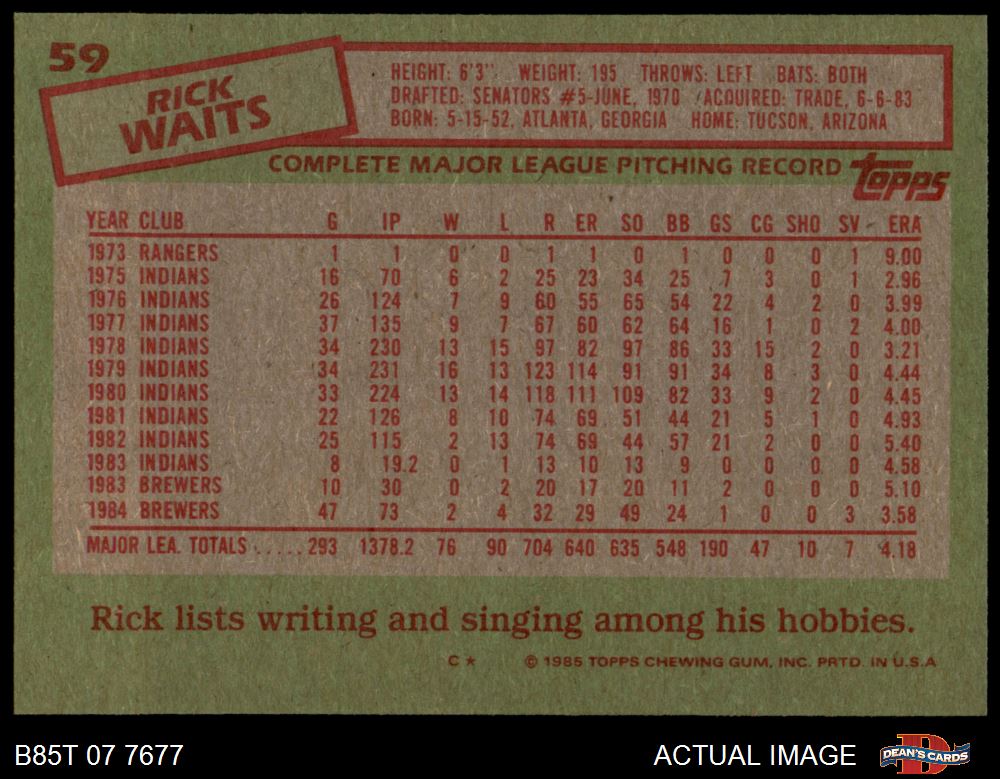 59
RICK
WAITS
HEIGHT: 6'3" WEIGHT: 195 THROWS: LEFT BATS: BOTH
DRAFTED: SENATORS #5-JUNE, 1970 /ACQUIRED: TRADE, 6-6-83
BORN: 5-15-52, ATLANTA, GEORGIA HOME: TUCSON, ARIZONA
COMPLETE MAJOR LEAGUE PITCHING RECORD topps
YEAR CLUB G IP W L R ER SO BB GS CG SHO SV ERA
1973 RANGERS 1 1 0 0 1 1 0 1 0 0 0 1 9.00
1975 INDIANS 16 70 6 2 25 23 34 25 7 3 0 1 2.96
1976 INDIANS 26 124 7 9 60 55 65 54 22 4 2 0 3.99
1977 INDIANS 37 135 9 7 67 60 62 64 16 1 0 2 4.00
1978 INDIANS 34 230 13 15 97 82 97 86 33 15 2 0 3.21
1979 INDIANS 34 231 16 13 123 114 91 91 34 8 3 0 4.44
1980 INDIANS 33 224 13 14 118 111 109 82 33 9 2 0 4.45
1981 INDIANS 22 126 8 10 74 69 51 44 21 5 1 0 4.93
1982 INDIANS 25 115 2 13 74 69 44 57 21 2 0 0 5.40
1983 INDIANS 8 19.2 0 1 13 10 13 9 0 0 0 0 4.58
1983 BREWERS 10 30 0 2 20 17 20 11 2 0 0 0 5.10
1984 BREWERS 47 73 2 4 32 29 49 24 1 0 0 3 3.58
MAJOR LEA. TOTALS .....293 1378.2 76 90 704 640 635 548 190 47 10 7 4.18
Rick lists writing and singing among his hobbies.
C * © 1985 TOPPS CHEWING GUM, INC. PRTD. IN U.S.A
B85T 07 7677 ACTUAL IMAGE DEAN'S CARDS